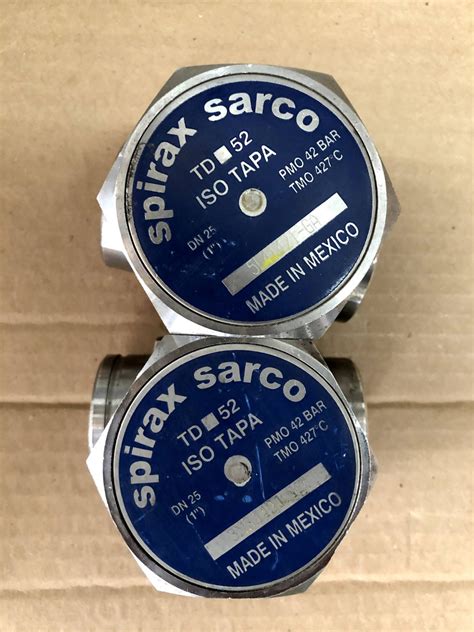 spirax sarco
TD 52
ISO TAPA
PMO 42 BAR
TMO 427°C
DN 25
(1")
MADE IN MEXICO
spirax sarco
TD 52
ISO TAPA
PMO 42 BAR
TMO 427°C
DN 25
(1")
MADE IN MEXICO